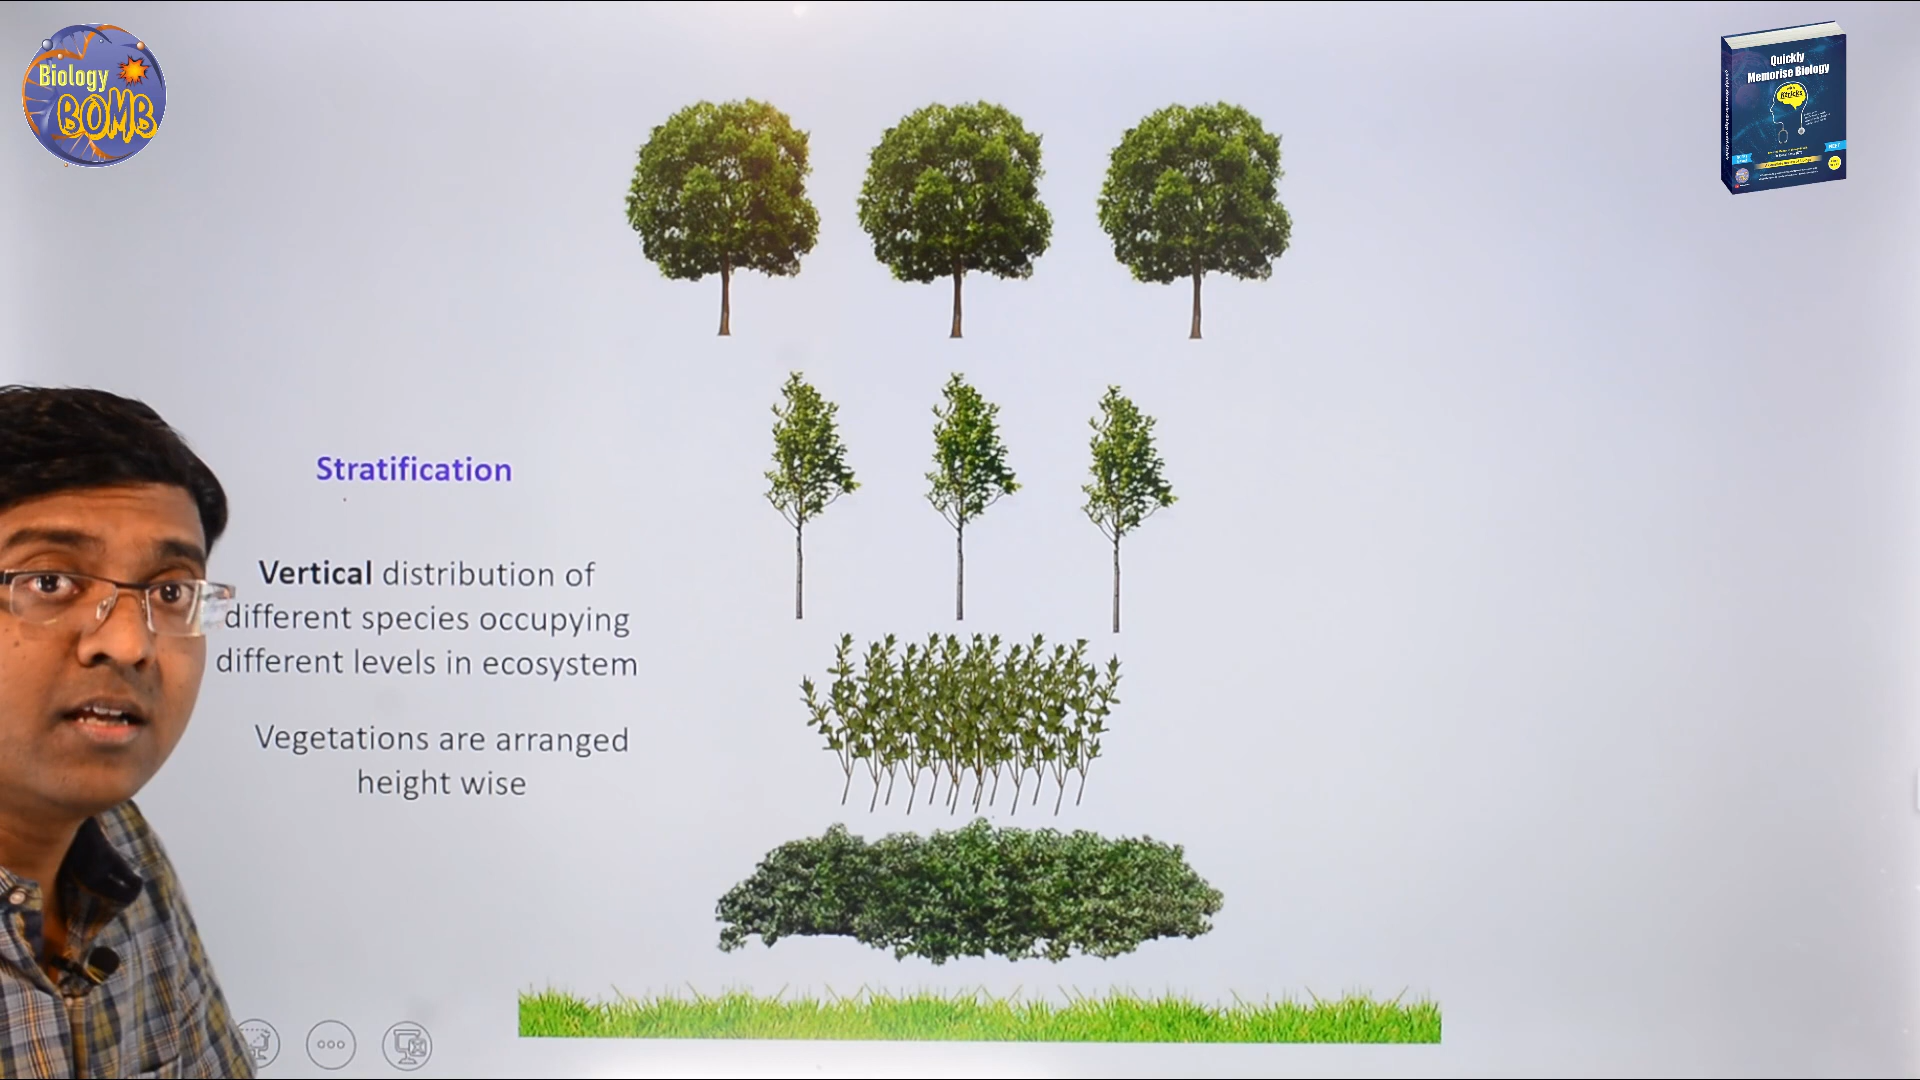 Biology
BOMB
Quickly
Memorise Biology
Stratification
Vertical distribution of
different species occupying
different levels in ecosystem
Vegetations are arranged
height wise